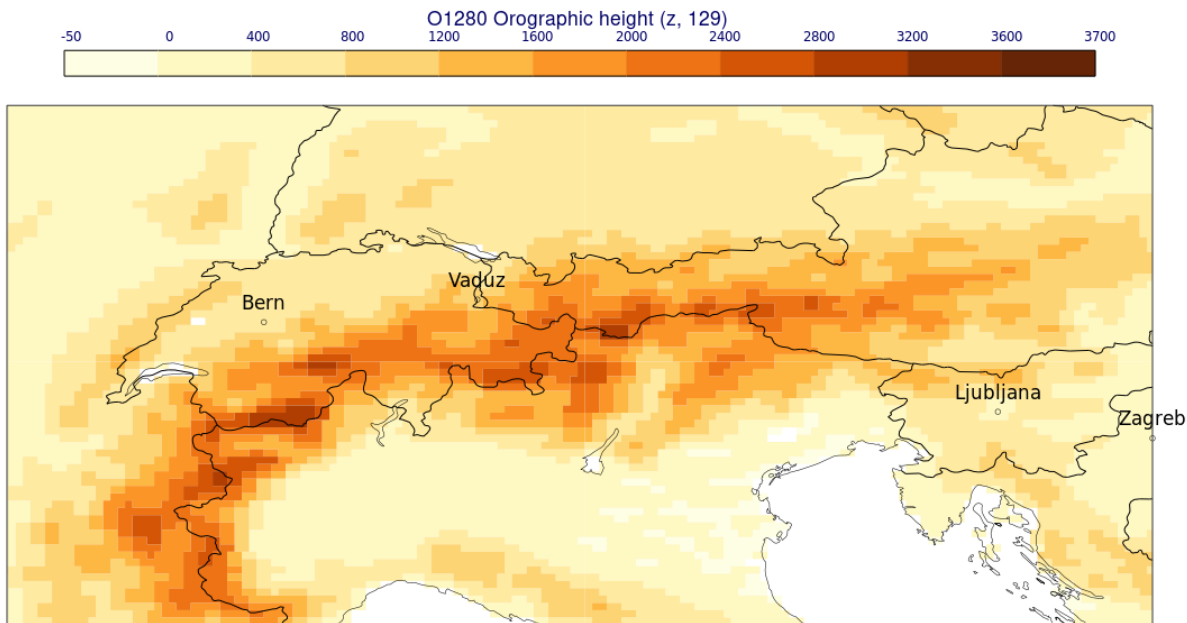 O1280 Orographic height (z, 129)
-50 0 400 800 1200 1600 2000 2400 2800 3200 3600 3700
Vaduz
Bern
Ljubljana
Zagreb